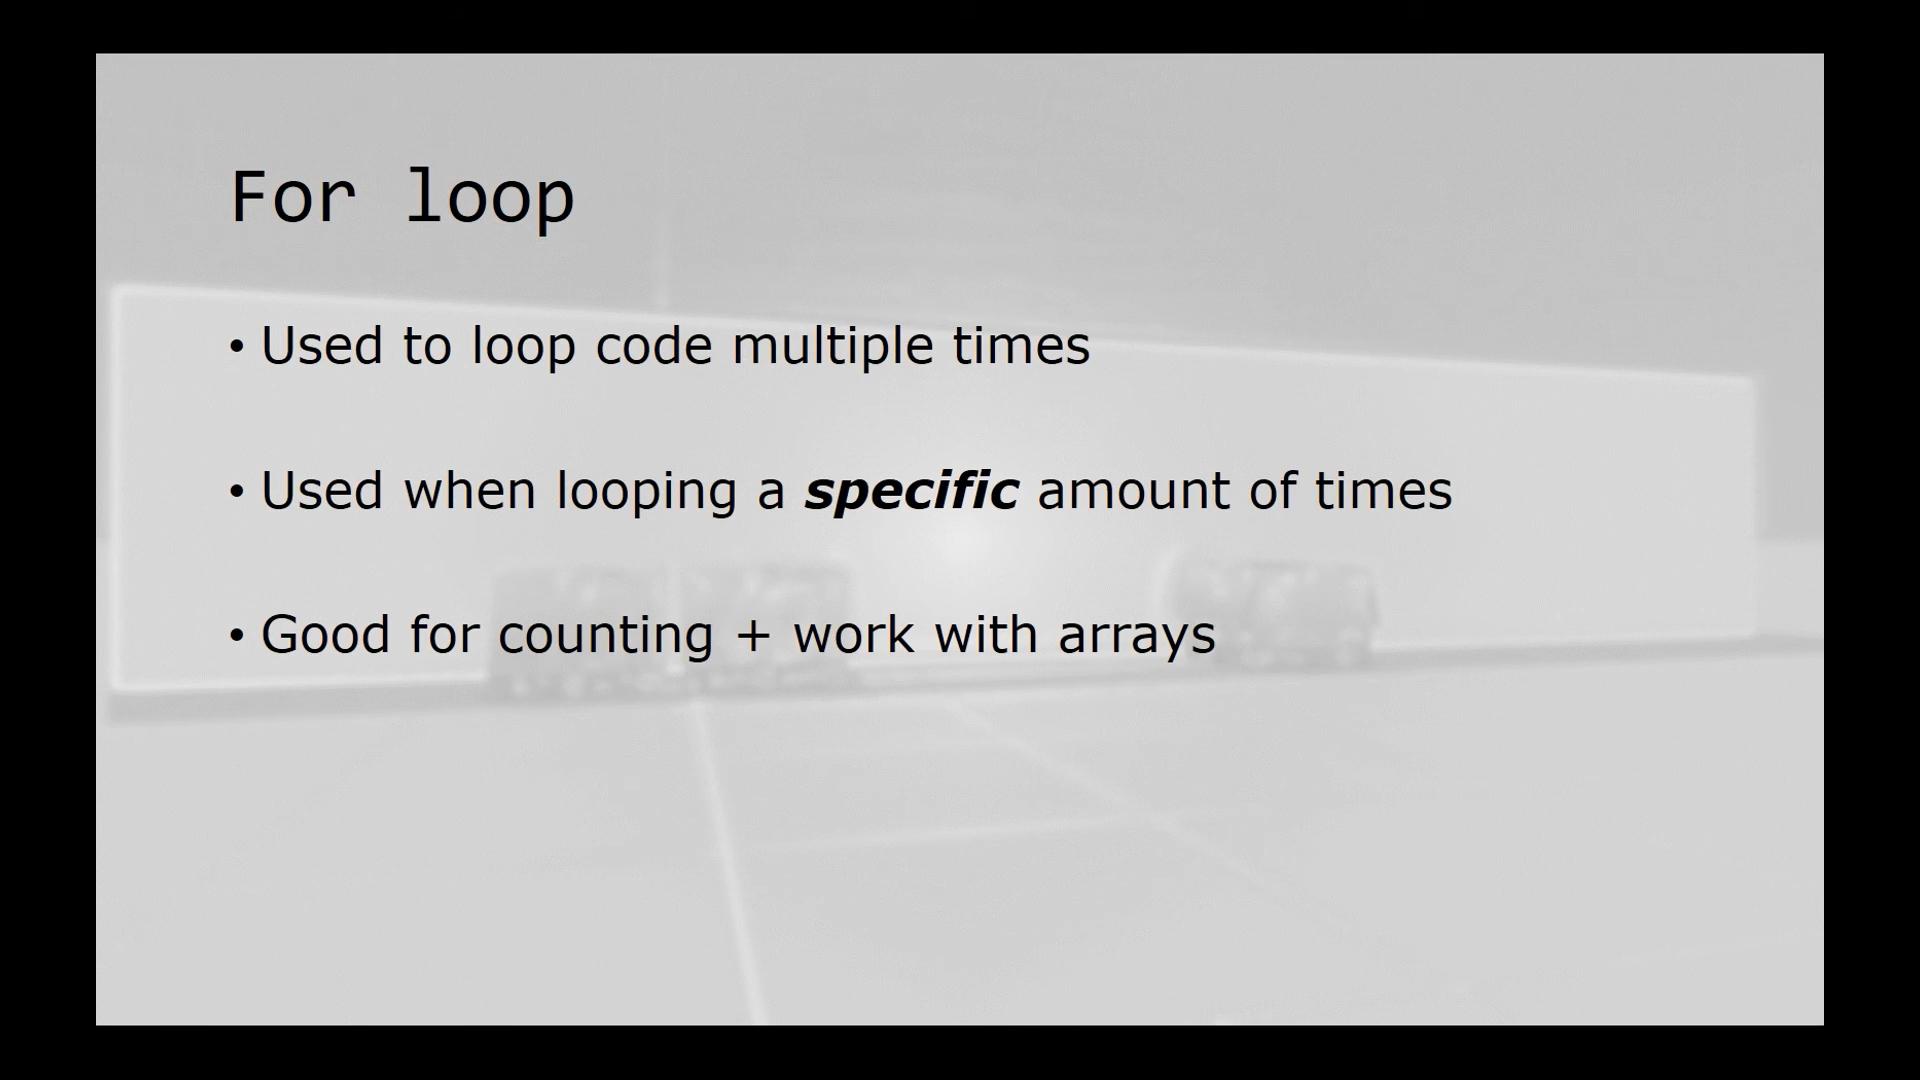 For loop
• Used to loop code multiple times
• Used when looping a specific amount of times
• Good for counting + work with arrays